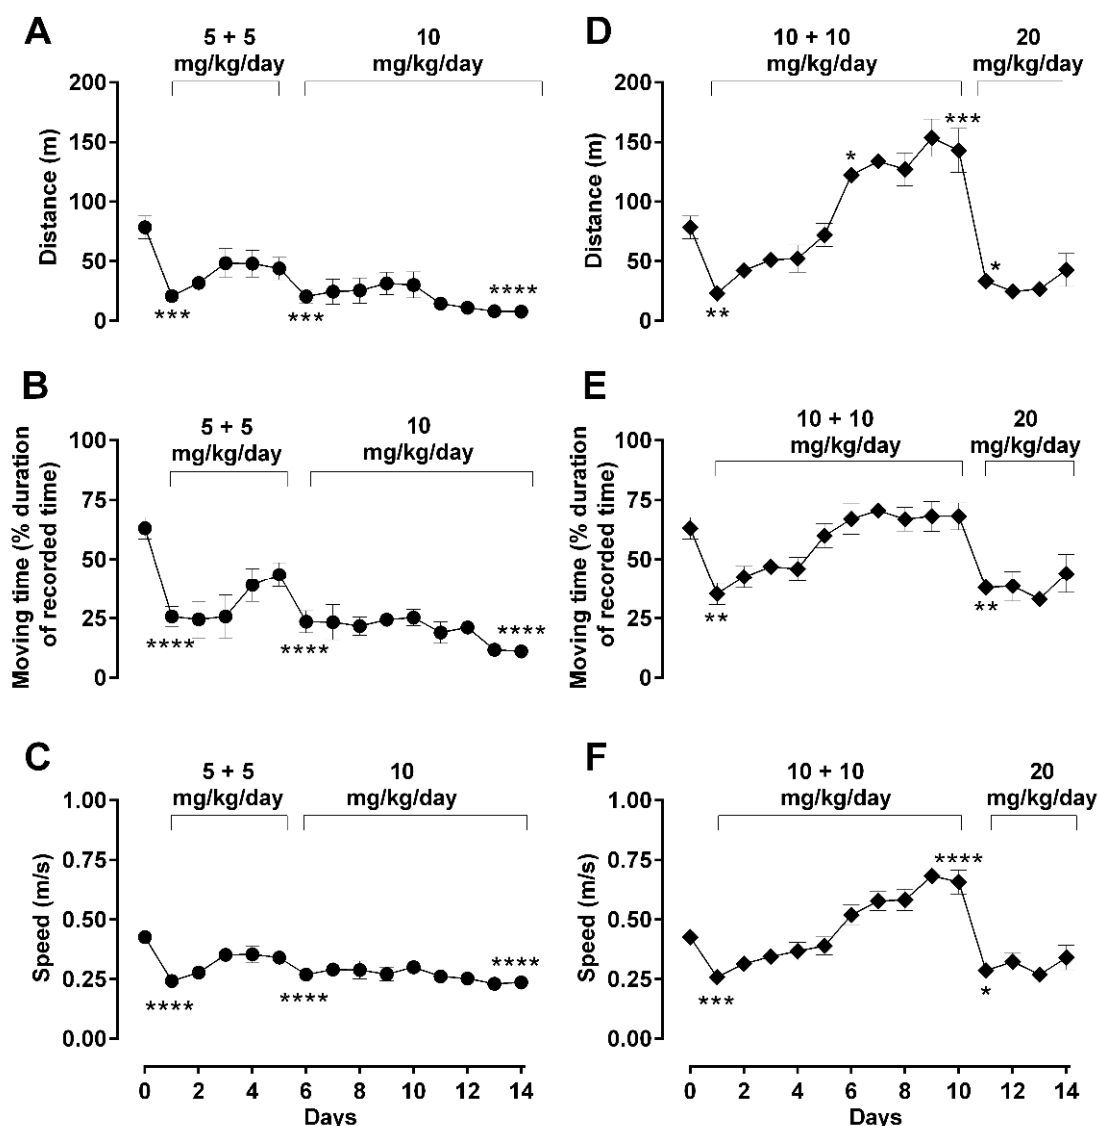 A
5 + 5
mg/kg/day
10
mg/kg/day
Distance (m)
200
150
100
50
0
***
***
****
D
10 + 10
mg/kg/day
20
mg/kg/day
Distance (m)
200
150
100
50
0
**
*
***
*
B
5 + 5
mg/kg/day
10
mg/kg/day
Moving time (% duration
of recorded time)
100
75
50
25
0
****
****
****
E
10 + 10
mg/kg/day
20
mg/kg/day
Moving time (% duration
of recorded time)
100
75
50
25
0
**
**
C
5 + 5
mg/kg/day
10
mg/kg/day
Speed (m/s)
1.00
0.75
0.50
0.25
0.00
****
****
****
0 2 4 6 8 10 12 14
Days
F
10 + 10
mg/kg/day
20
mg/kg/day
Speed (m/s)
1.00
0.75
0.50
0.25
0.00
***
****
*
0 2 4 6 8 10 12 14
Days